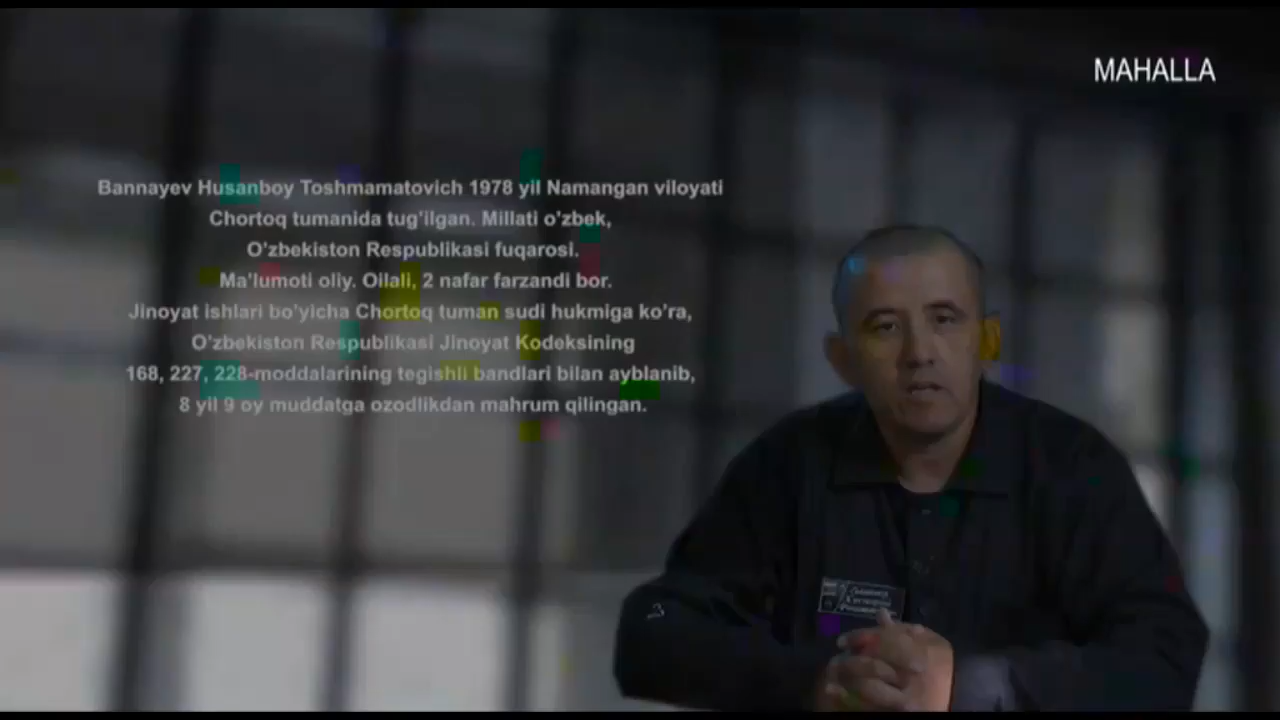 MAHALLA
Bannayev Husanboy Toshmamatovich 1978 yil Namangan viloyati
Chortoq tumanida tug'ilgan. Millati o'zbek,
O'zbekiston Respublikasi fuqarosi.
Ma'lumoti oliy. Oilali, 2 nafar farzandi bor.
Jinoyat ishlari bo'yicha Chortoq tuman sudi hukmiga ko'ra,
O'zbekiston Respublikasi Jinoyat Kodeksining
168, 227, 228-moddalarining tegishli bandlari bilan ayblanib,
8 yil 9 oy muddatga ozodlikdan mahrum qilingan.